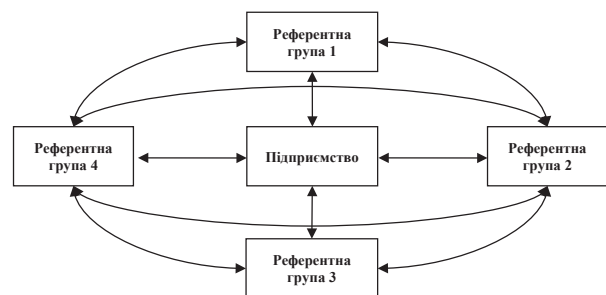 Референтна
група 1
Референтна
група 4
Підприємство
Референтна
група 2
Референтна
група 3